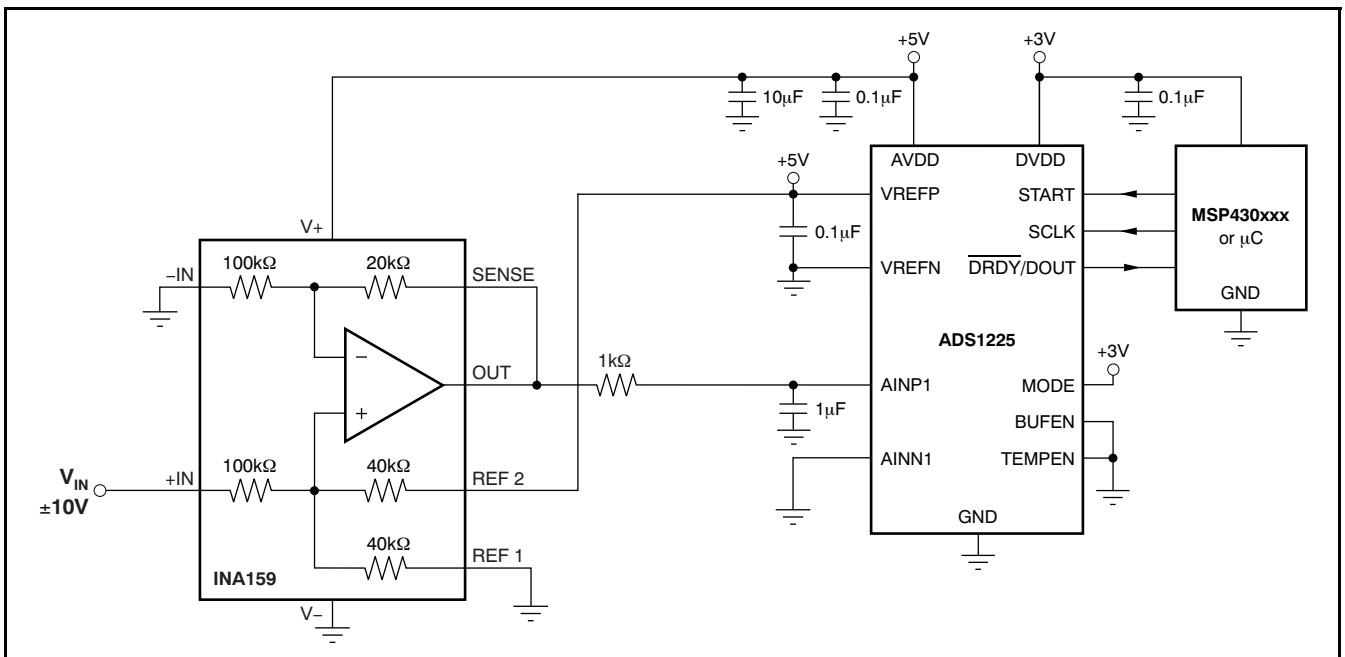 +5V
+3V
10μF
0.1μF
0.1μF
AVDD
DVDD
+5V
VREFP
START
MSP430xxx
or μC
V+
0.1μF
SCLK
100kΩ
20kΩ
−IN
SENSE
VREFN
DRDY/DOUT
GND
−
ADS1225
+3V
1kΩ
OUT
AINP1
MODE
+
1μF
BUFEN
100kΩ
40kΩ
VIN
±10V
+IN
REF 2
AINN1
TEMPEN
GND
40kΩ
REF 1
INA159
V−